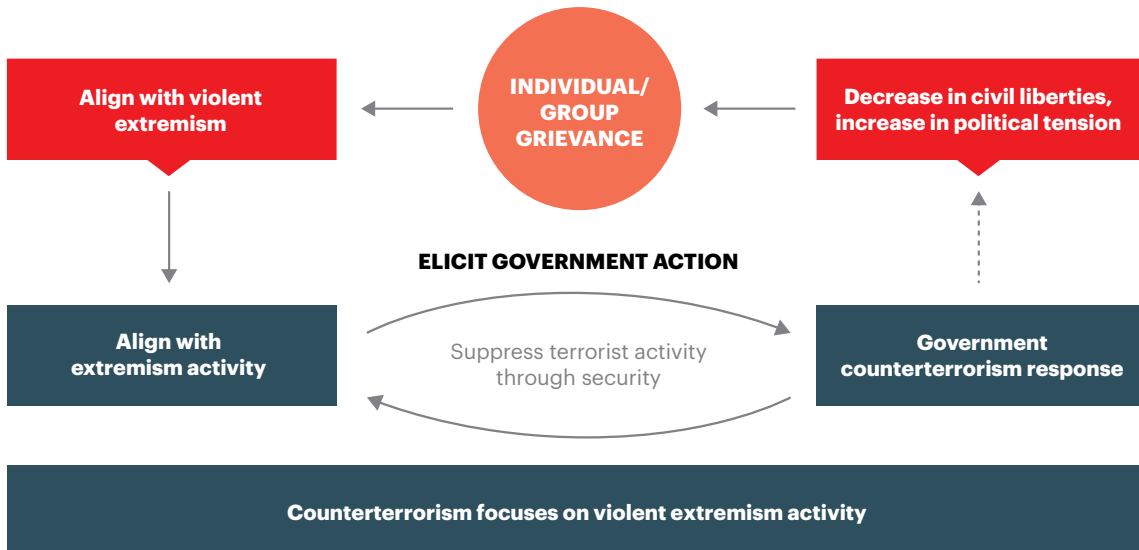 Align with violent
extremism
INDIVIDUAL/
GROUP
GRIEVANCE
Decrease in civil liberties,
increase in political tension
ELICIT GOVERNMENT ACTION
Align with
extremism activity
Suppress terrorist activity
through security
Government
counterterrorism response
Counterterrorism focuses on violent extremism activity